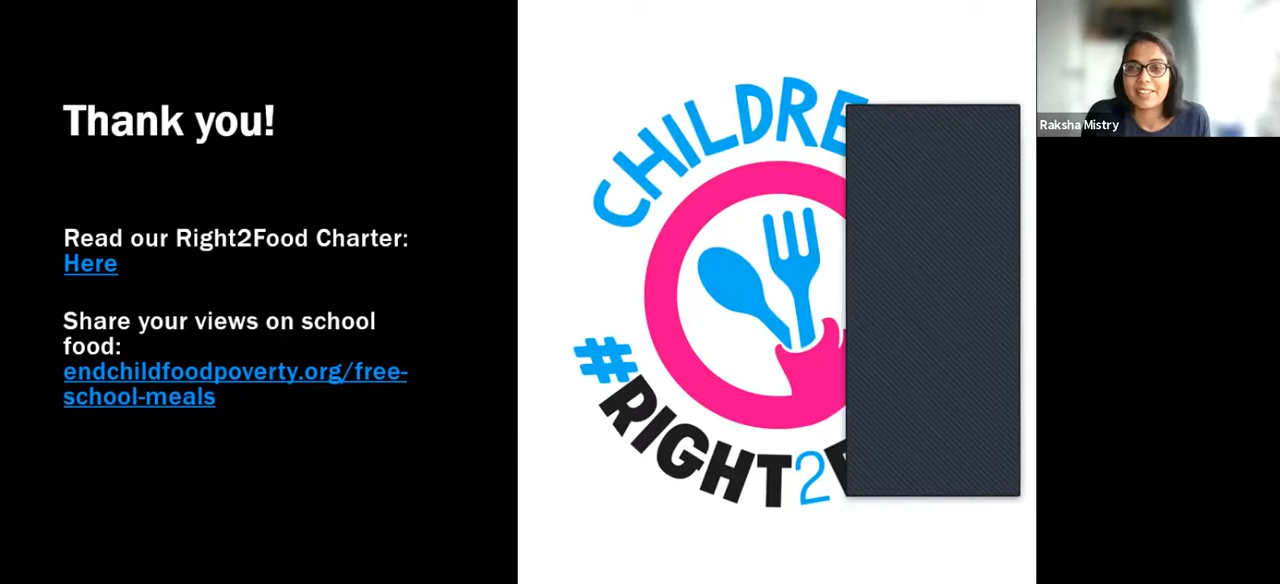 Thank you!
Read our Right2Food Charter:
Here
Share your views on school
food:
endchildfoodpoverty.org/free-
school-meals
CHILDRE
#RIGHT2
Raksha Mistry